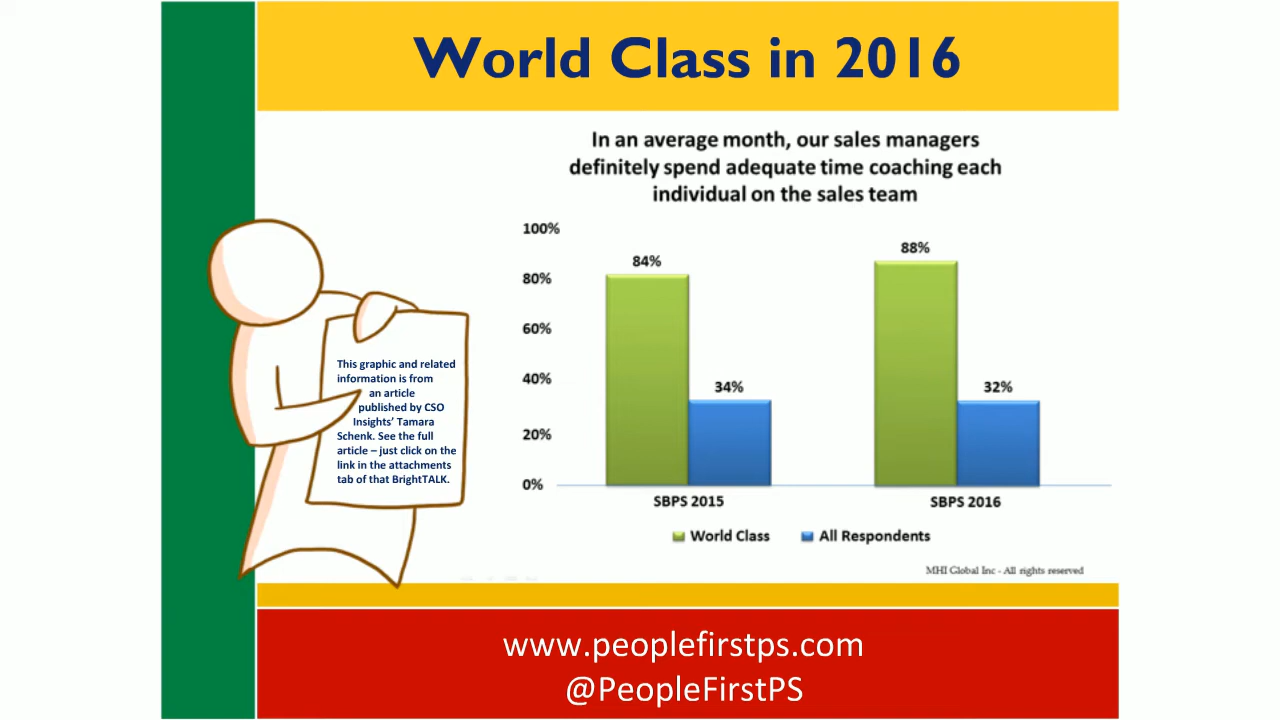 World Class in 2016
In an average month, our sales managers
definitely spend adequate time coaching each
individual on the sales team
100%
80%
60%
40%
20%
0%
84%
34%
88%
32%
SBPS 2015
SBPS 2016
World Class
All Respondents
MHI Global Inc - All rights reserved
This graphic and related
information is from
an article
published by CSO
Insights’ Tamara
Schenk. See the full
article – just click on the
link in the attachments
tab of that BrightTALK.
www.peoplefirstps.com
@PeopleFirstPS